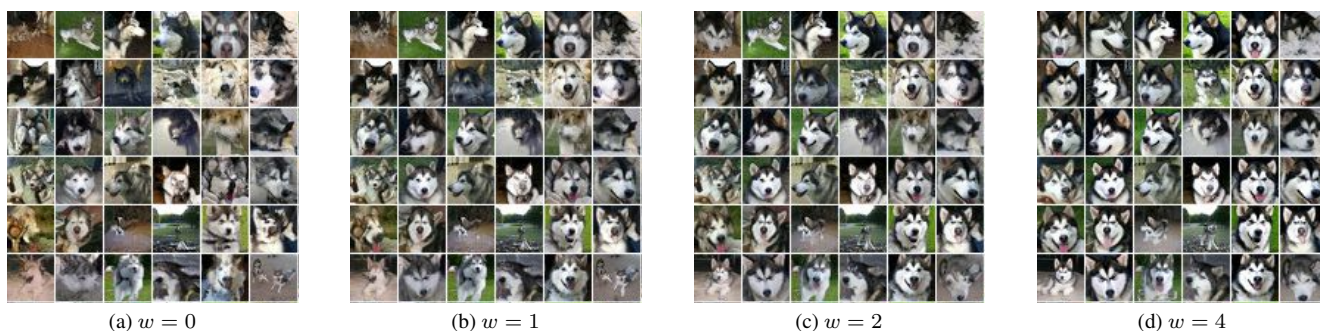 (a) w = 0
(b) w = 1
(c) w = 2
(d) w = 4